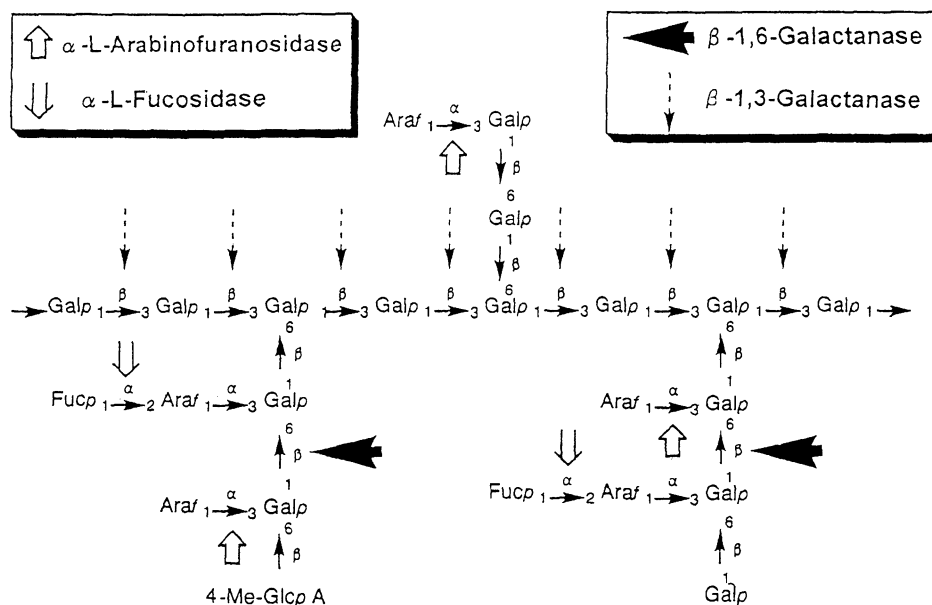 α-L-Arabinofuranosidase
α-L-Fucosidase
β-1,6-Galactanase
β-1,3-Galactanase
Araf 1 α 3 Galp
1
β
6
Galp
1
β
6
Galp 1 β 3 Galp 1 β 3 Galp 1 β 3 Galp 1 β 3 Galp 1 β 3 Galp 1 β 3 Galp 1 β 3 Galp 1
6 6
β β
1 1
Fucp 1 α 2 Araf 1 α 3 Galp Araf 1 α 3 Galp
6 6
β β
1 1
Araf 1 α 3 Galp Fucp 1 α 2 Araf 1 α 3 Galp
6 6
β β
1
4-Me-Glcp A Galp